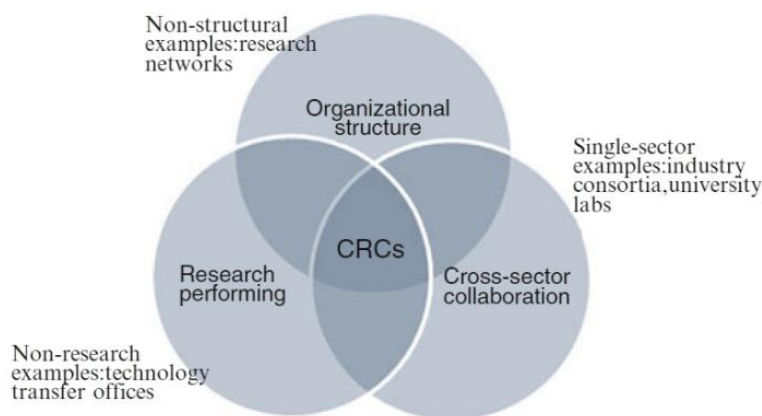 Non-structural
examples:research
networks
Organizational
structure
Single-sector
examples:industry
consortia,university
labs
CRCs
Research
performing
Cross-sector
collaboration
Non-research
examples:technology
transfer offices